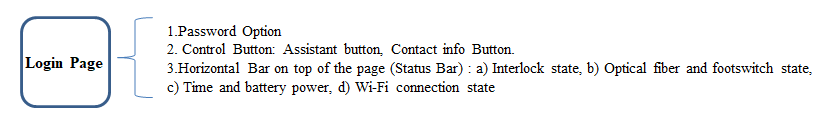 Login Page
1.Password Option
2. Control Button: Assistant button, Contact info Button.
3.Horizontal Bar on top of the page (Status Bar) : a) Interlock state, b) Optical fiber and footswitch state,
c) Time and battery power, d) Wi-Fi connection state